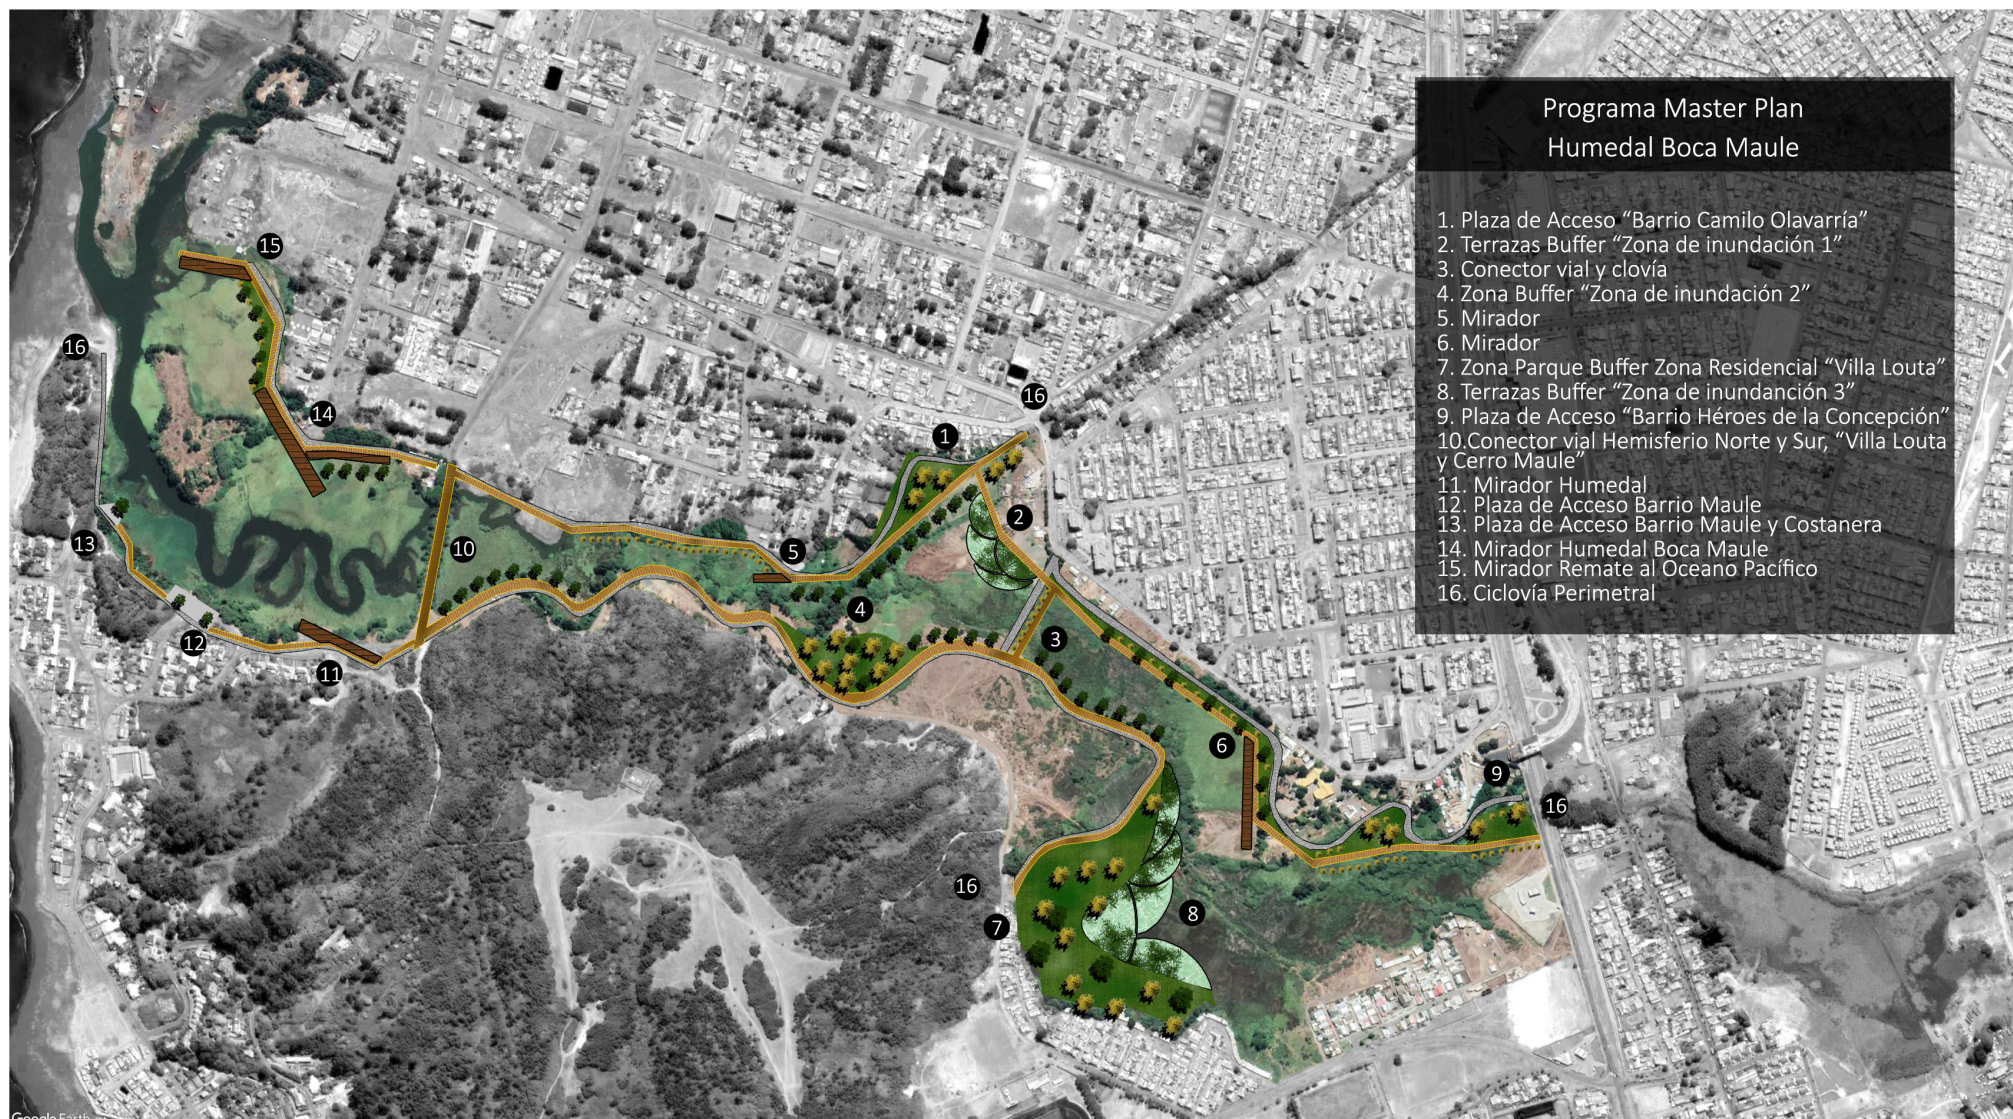 Programa Master Plan
Humedal Boca Maule
1. Plaza de Acceso “Barrio Camilo Olavarría”
2. Terrazas Buffer “Zona de inundación 1”
3. Conector vial y clovía
4. Zona Buffer “Zona de inundación 2”
5. Mirador
6. Mirador
7. Zona Parque Buffer Zona Residencial “Villa Louta”
8. Terrazas Buffer “Zona de inundanción 3”
9. Plaza de Acceso “Barrio Héroes de la Concepción”
10.Conector vial Hemisferio Norte y Sur, “Villa Louta
y Cerro Maule”
11. Mirador Humedal
12. Plaza de Acceso Barrio Maule
13. Plaza de Acceso Barrio Maule y Costanera
14. Mirador Humedal Boca Maule
15. Mirador Remate al Oceano Pacífico
16. Ciclovía Perimetral
15
16
14
16
1
2
13
10
5
4
3
12
11
6
9
16
16
7
8
Google Earth